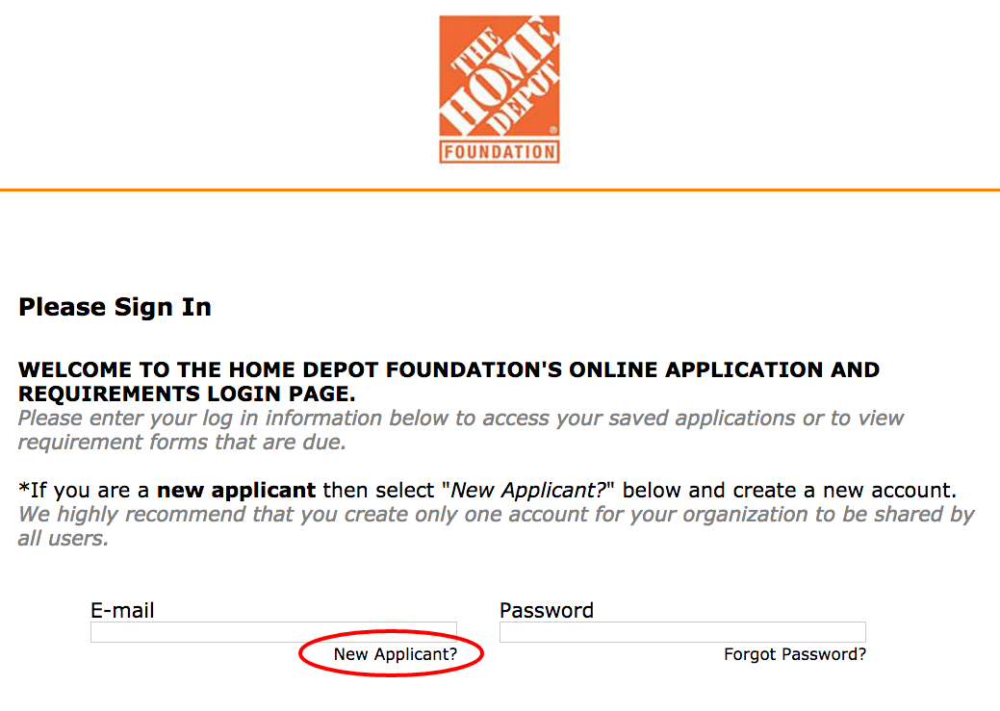 THE
HOME
DEPOT
®
FOUNDATION
Please Sign In
WELCOME TO THE HOME DEPOT FOUNDATION'S ONLINE APPLICATION AND
REQUIREMENTS LOGIN PAGE.
Please enter your log in information below to access your saved applications or to view
requirement forms that are due.
*If you are a new applicant then select "New Applicant?" below and create a new account.
We highly recommend that you create only one account for your organization to be shared by
all users.
E-mail Password
New Applicant? Forgot Password?